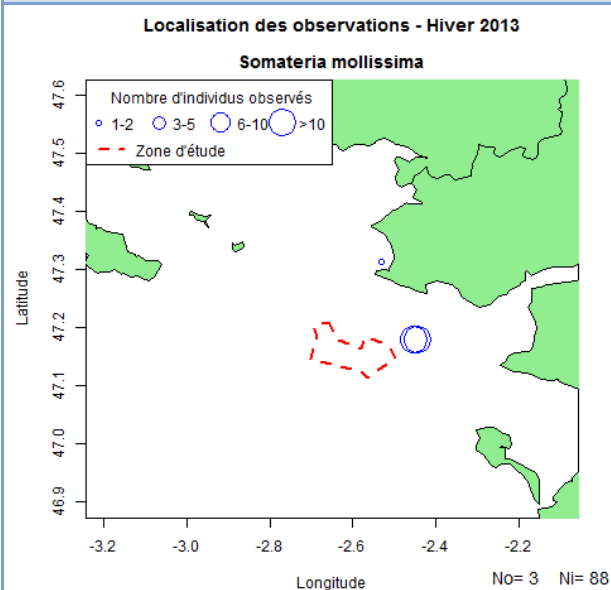 Localisation des observations - Hiver 2013
Somateria mollissima
Nombre d'individus observés
1-2 3-5 6-10 >10
Zone d'étude
Latitude
47.6
47.5
47.4
47.3
47.2
47.1
47.0
46.9
-3.2 -3.0 -2.8 -2.6 -2.4 -2.2
Longitude
No= 3 Ni= 88